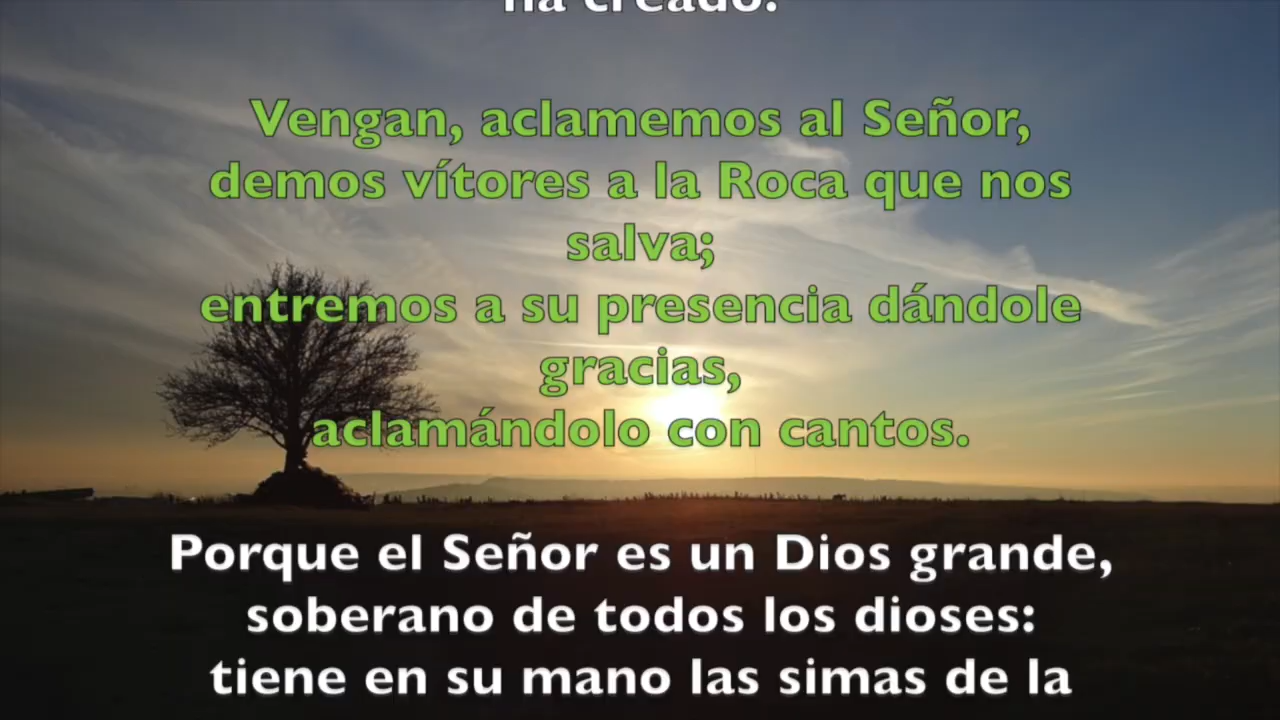 ha creado.
Vengan, aclamemos al Señor,
demos vítores a la Roca que nos
salva;
entremos a su presencia dándole
gracias,
aclamándolo con cantos.
Porque el Señor es un Dios grande,
soberano de todos los dioses:
tiene en su mano las simas de la